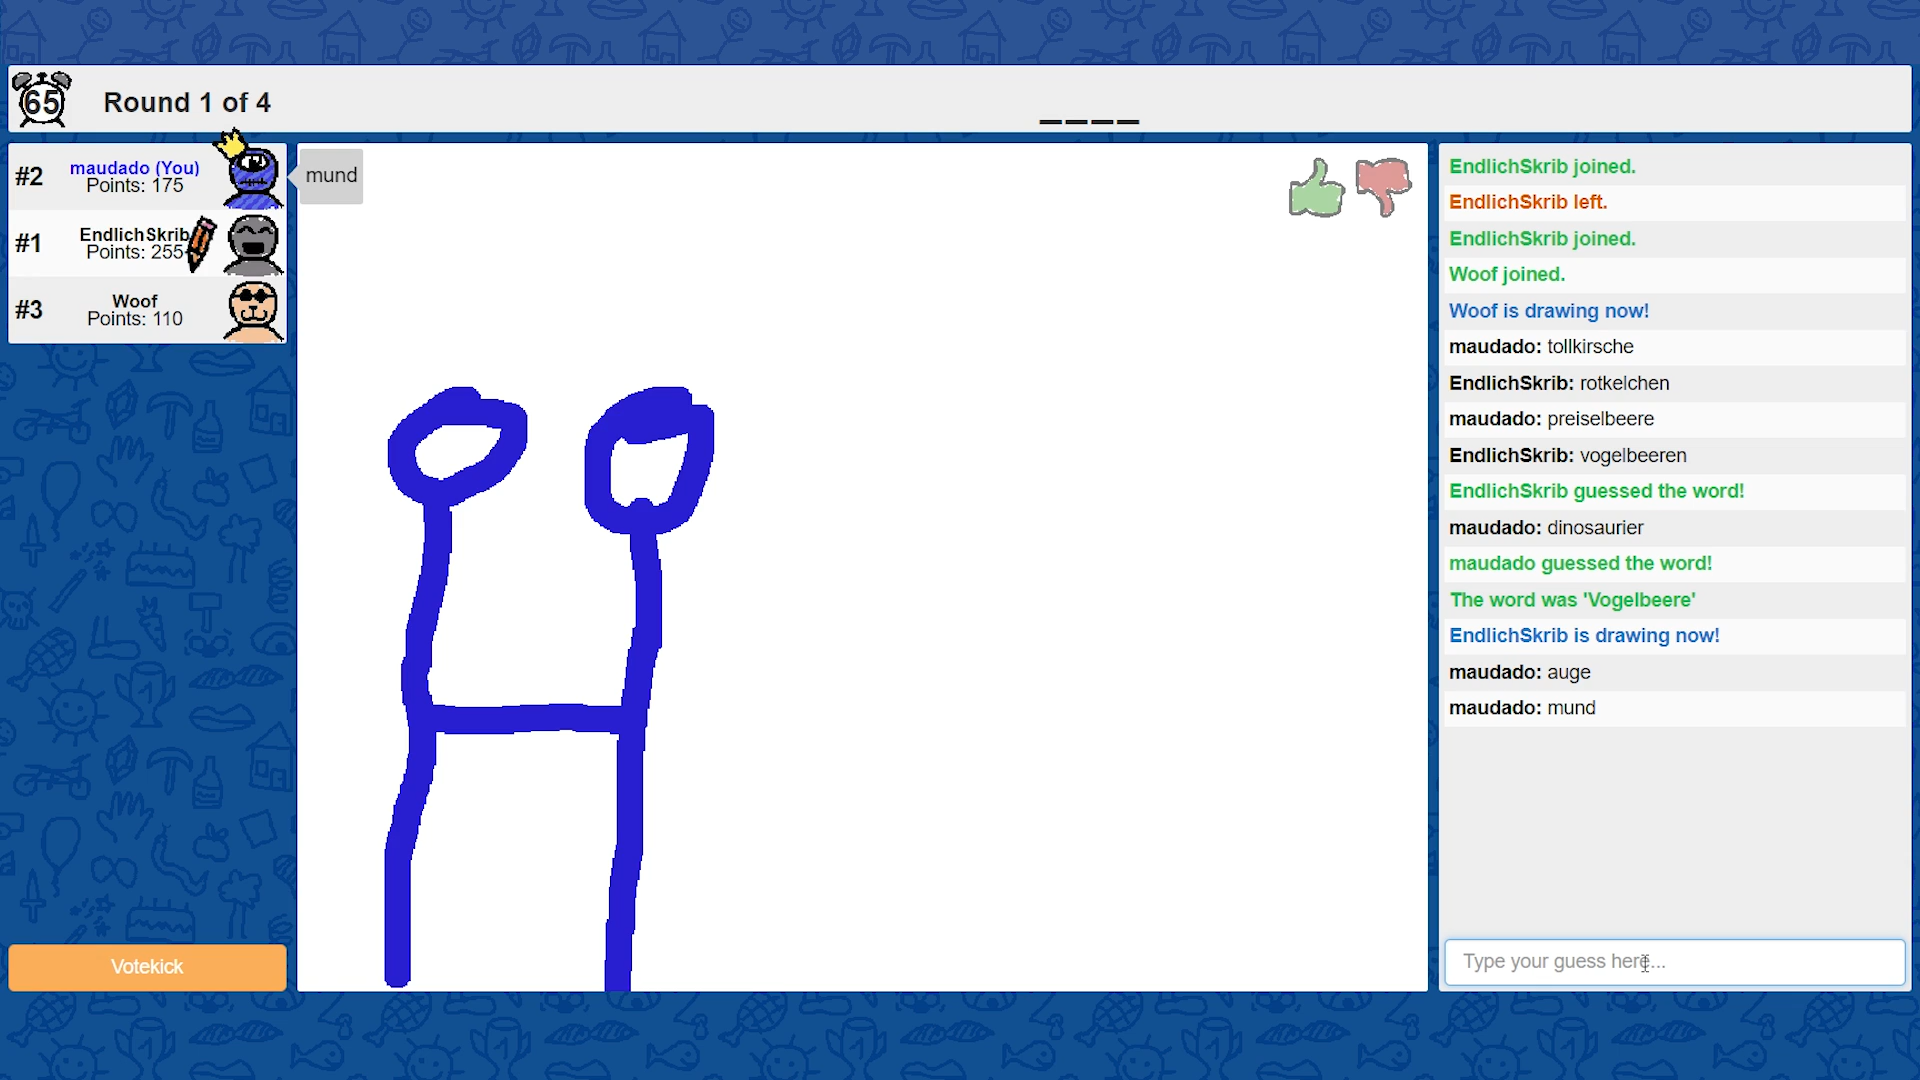 65
Round 1 of 4
____
#2
maudado (You)
Points: 175
mund
#1
EndlichSkrib
Points: 255
#3
Woof
Points: 110
Votekick
EndlichSkrib joined.
EndlichSkrib left.
EndlichSkrib joined.
Woof joined.
Woof is drawing now!
maudado: tollkirsche
EndlichSkrib: rotkelchen
maudado: preiselbeere
EndlichSkrib: vogelbeeren
EndlichSkrib guessed the word!
maudado: dinosaurier
maudado guessed the word!
The word was 'Vogelbeere'
EndlichSkrib is drawing now!
maudado: auge
maudado: mund
Type your guess here...